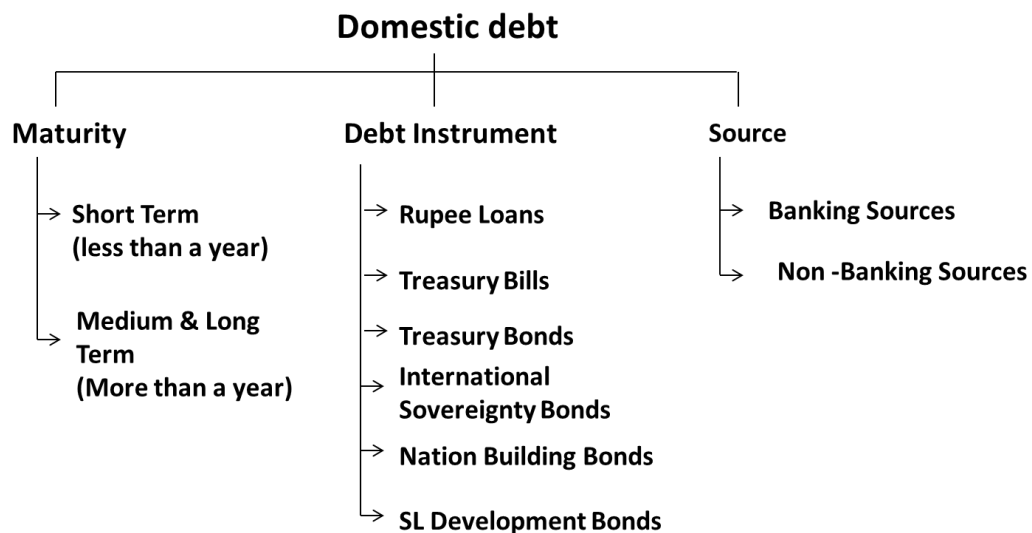 Domestic debt
Maturity
Short Term
(less than a year)
Medium & Long
Term
(More than a year)
Debt Instrument
Rupee Loans
Treasury Bills
Treasury Bonds
International
Sovereignty Bonds
Nation Building Bonds
SL Development Bonds
Source
Banking Sources
Non -Banking Sources